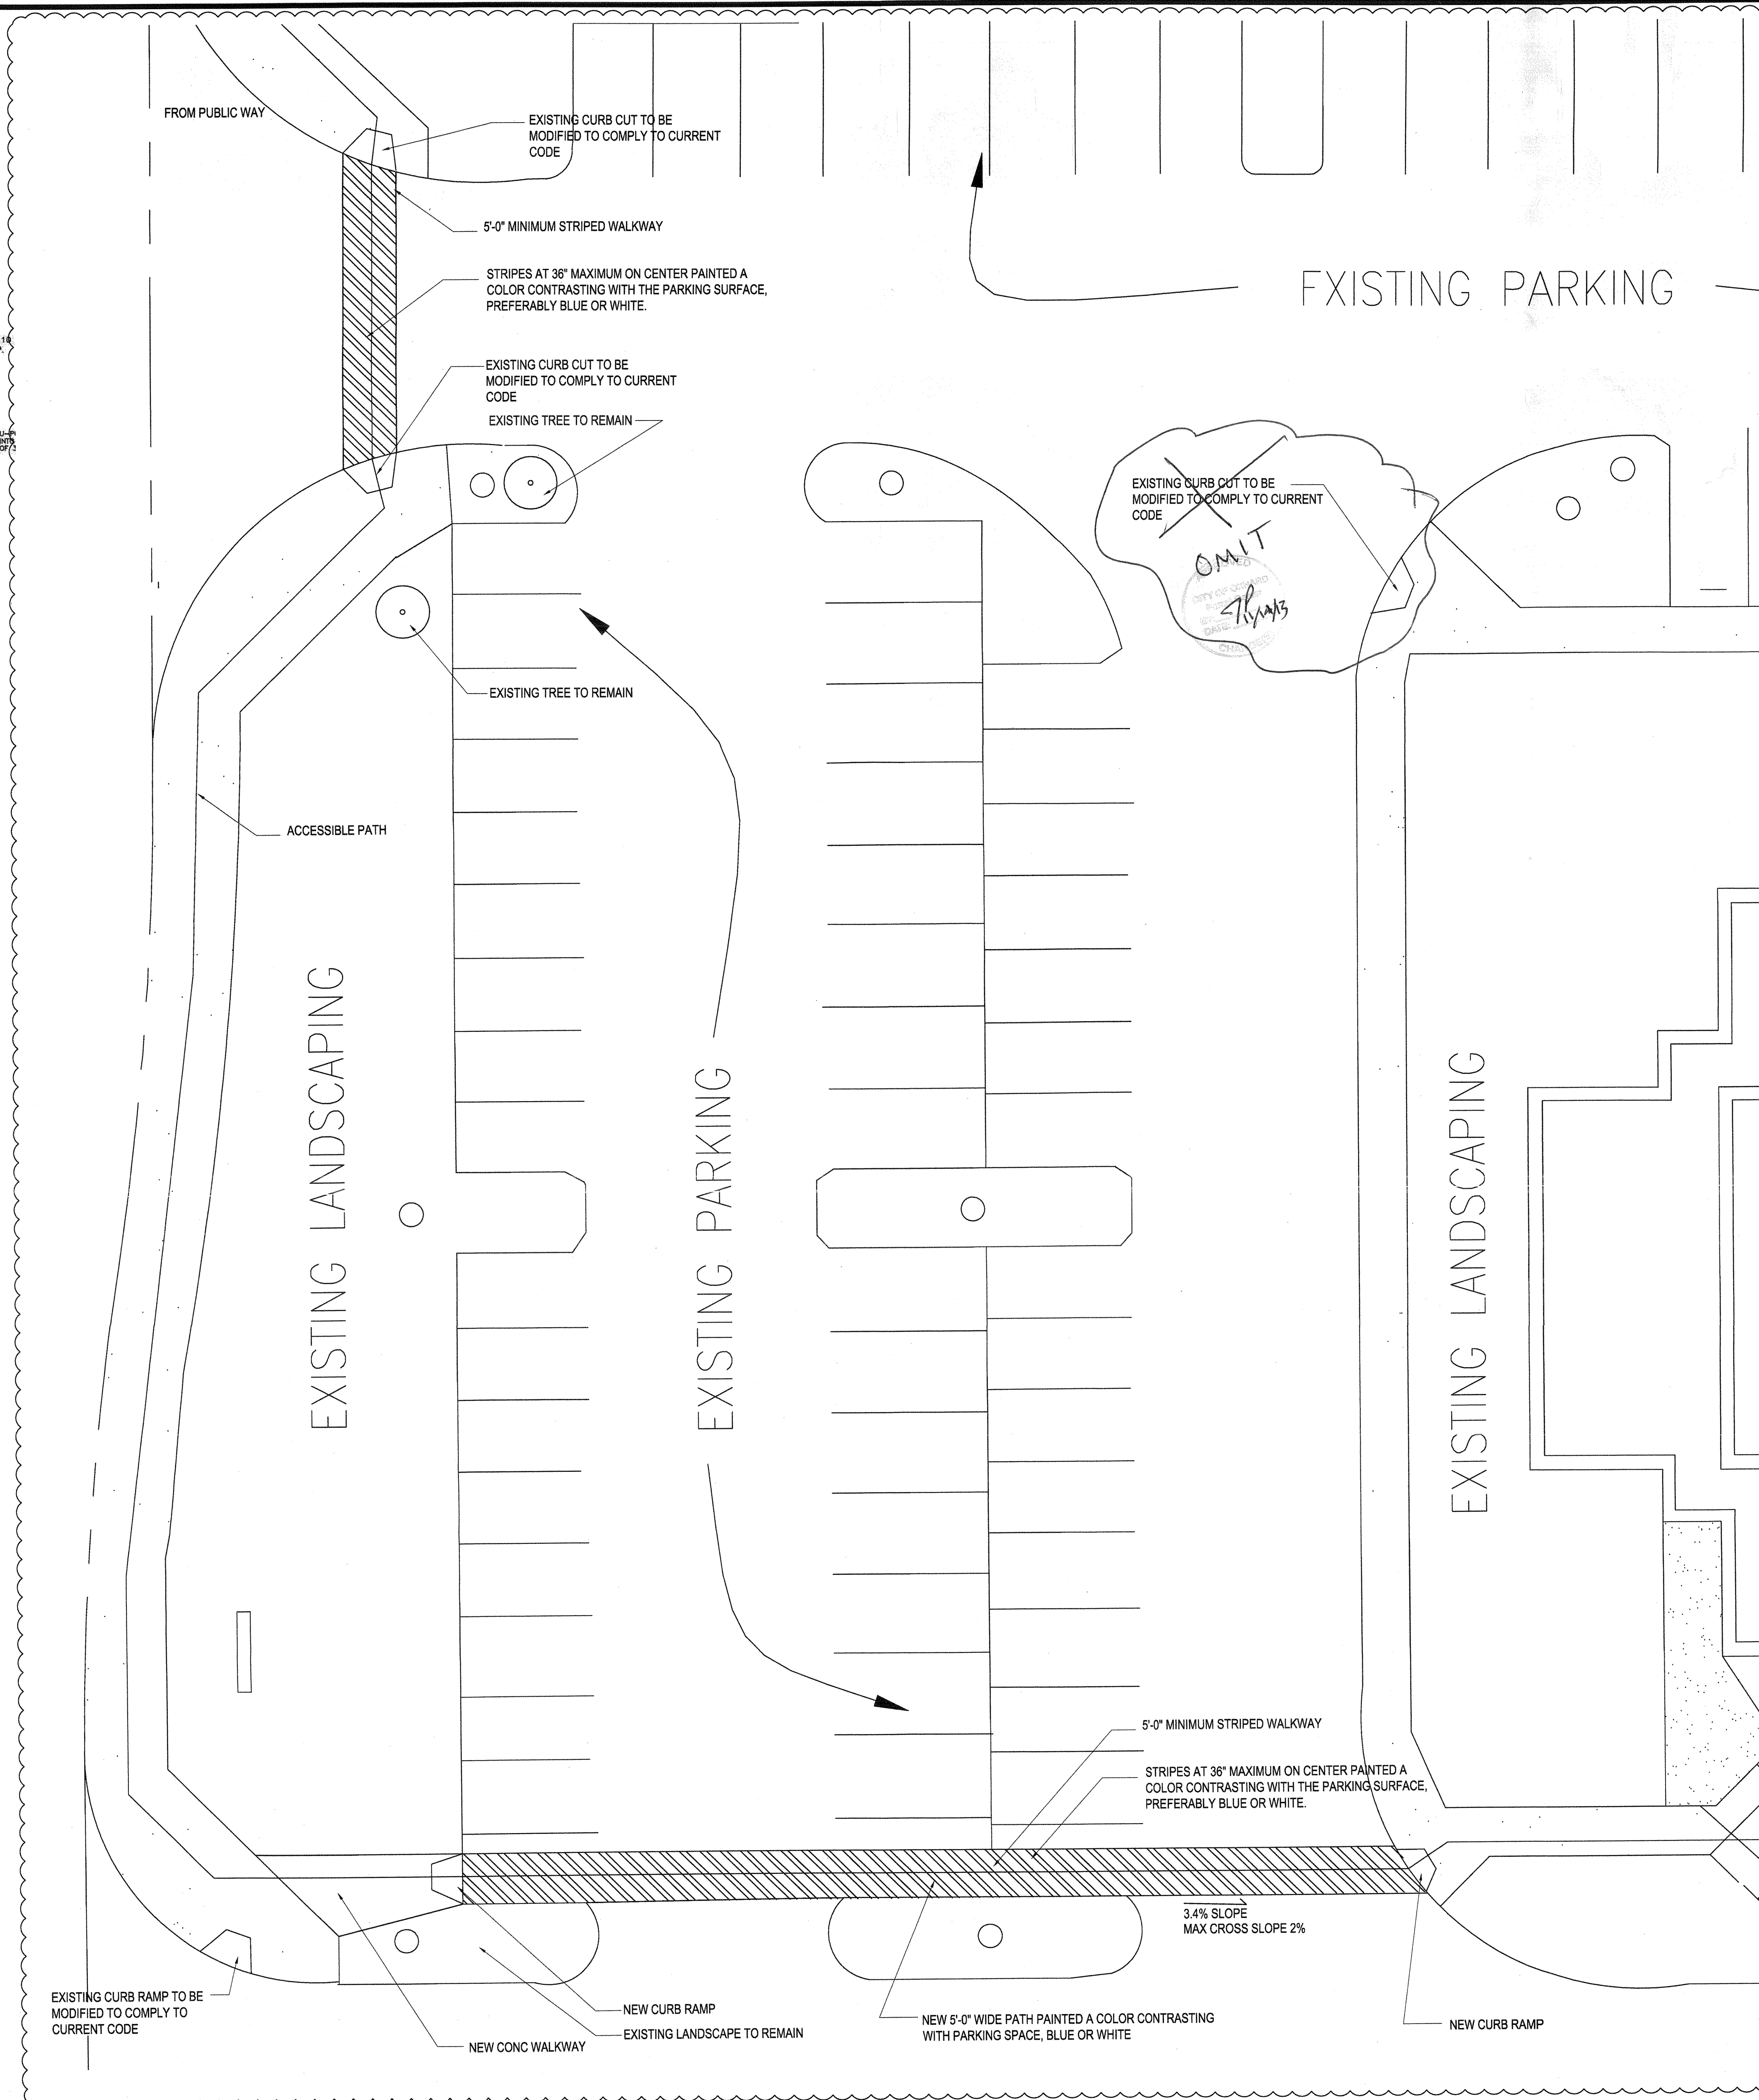 FROM PUBLIC WAY
EXISTING CURB CUT TO BE
MODIFIED TO COMPLY TO CURRENT
CODE
5'-0" MINIMUM STRIPED WALKWAY
STRIPES AT 36" MAXIMUM ON CENTER PAINTED A
COLOR CONTRASTING WITH THE PARKING SURFACE,
PREFERABLY BLUE OR WHITE.
EXISTING PARKING
EXISTING CURB CUT TO BE
MODIFIED TO COMPLY TO CURRENT
CODE
EXISTING TREE TO REMAIN
EXISTING CURB CUT TO BE
MODIFIED TO COMPLY TO CURRENT
CODE
OMIT
CITY OF
DATE
EXISTING TREE TO REMAIN
ACCESSIBLE PATH
EXISTING LANDSCAPING
EXISTING PARKING
EXISTING LANDSCAPING
5'-0" MINIMUM STRIPED WALKWAY
STRIPES AT 36" MAXIMUM ON CENTER PAINTED A
COLOR CONTRASTING WITH THE PARKING SURFACE,
PREFERABLY BLUE OR WHITE.
3.4% SLOPE
MAX CROSS SLOPE 2%
EXISTING CURB RAMP TO BE
MODIFIED TO COMPLY TO
CURRENT CODE
NEW CURB RAMP
EXISTING LANDSCAPE TO REMAIN
NEW CONC WALKWAY
NEW 5'-0" WIDE PATH PAINTED A COLOR CONTRASTING
WITH PARKING SPACE, BLUE OR WHITE
NEW CURB RAMP